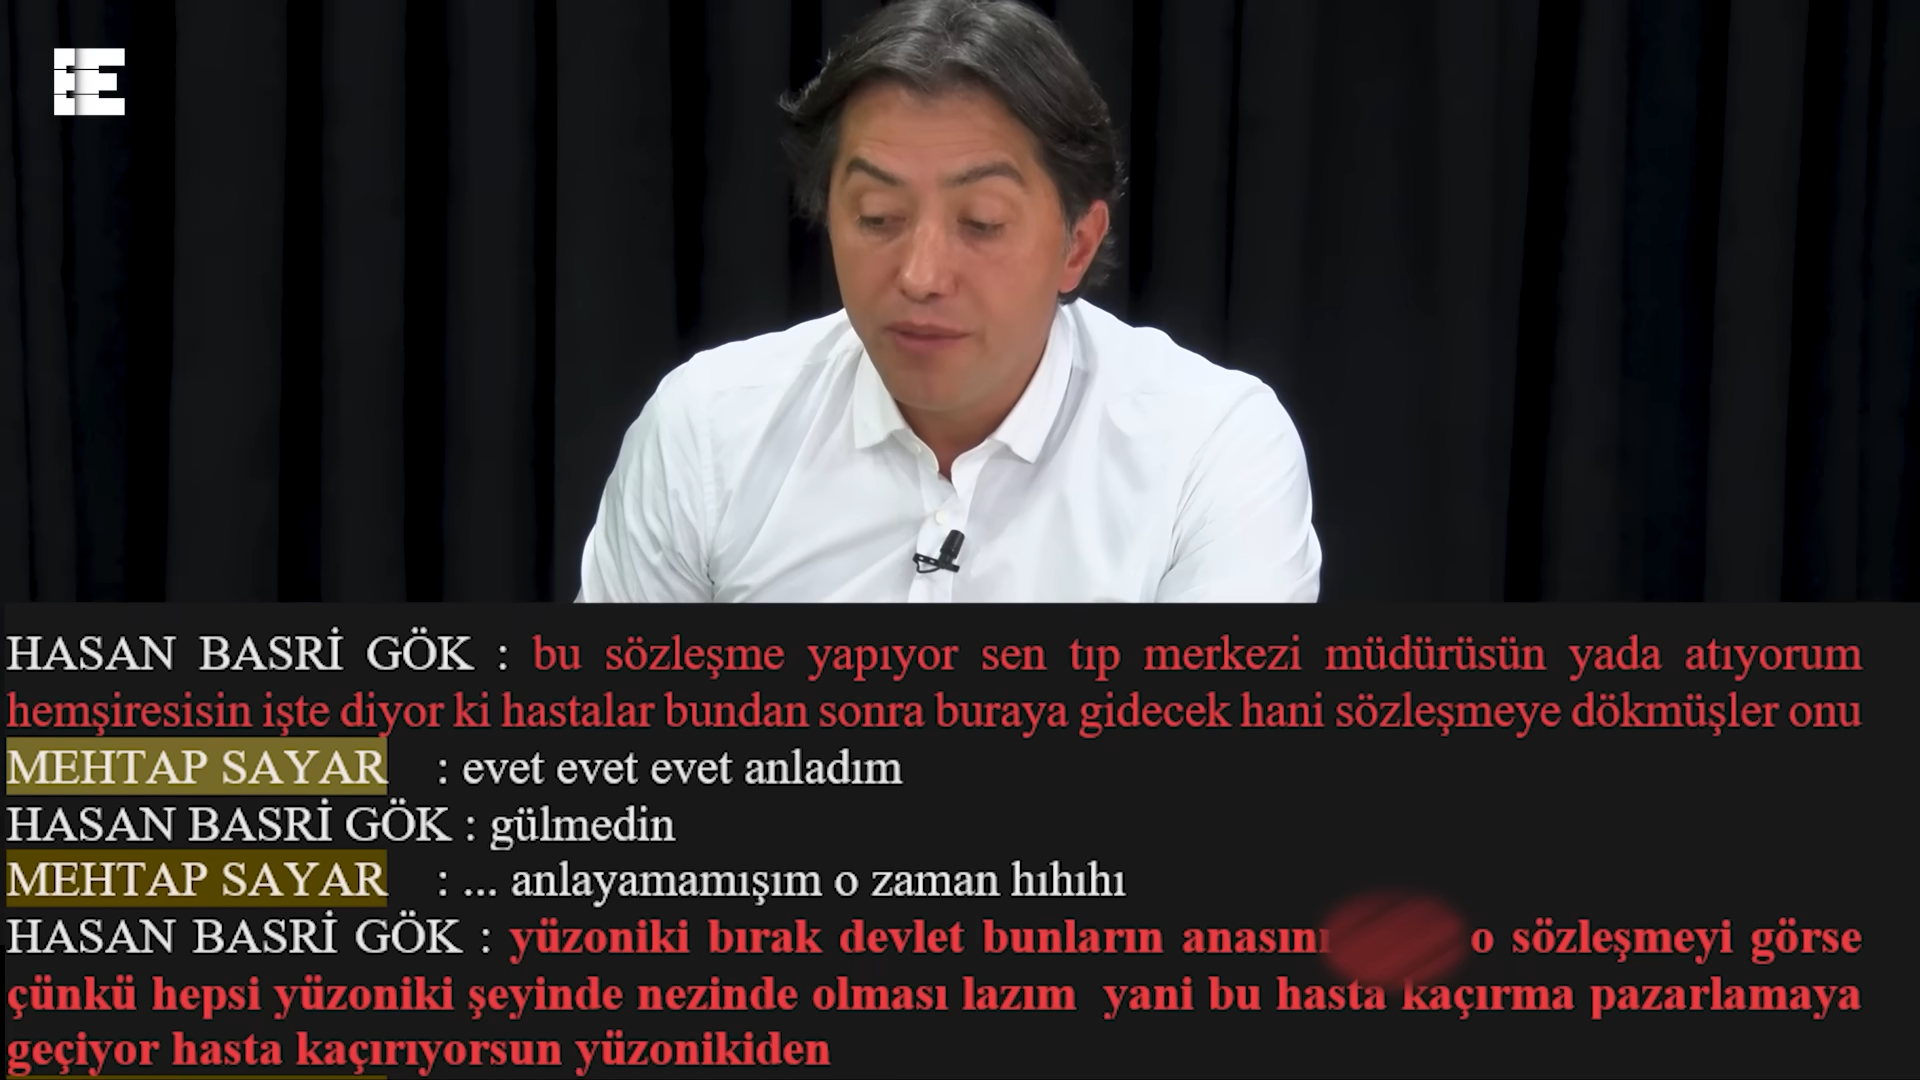 HASAN BASRİ GÖK : bu sözleşme yapıyor sen tıp merkezi müdürüsün yada atıyorum
hemşiresisin işte diyor ki hastalar bundan sonra buraya gidecek hani sözleşmeye dökmüşler onu
MEHTAP SAYAR : evet evet evet anladım
HASAN BASRİ GÖK : gülmedin
MEHTAP SAYAR : ... anlayamamışım o zaman hıhıhı
HASAN BASRİ GÖK : yüzoniki bırak devlet bunların anasını o sözleşmeyi görse
çünkü hepsi yüzoniki şeyinde nezinde olması lazım yani bu hasta kaçırma pazarlamaya
geçiyor hasta kaçırıyorsun yüzonikiden